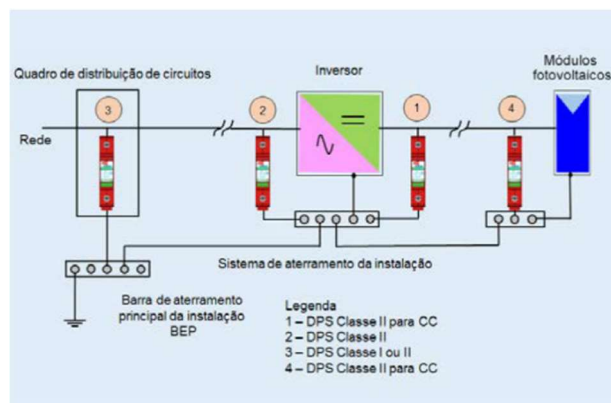 Quadro de distribuição de circuitos
Inversor
Módulos
fotovoltaicos
3
2
1
4
Rede
Sistema de aterramento da instalação
Barra de aterramento
principal da instalação
BEP
Legenda
1 – DPS Classe II para CC
2 – DPS Classe II
3 – DPS Classe I ou II
4 – DPS Classe II para CC